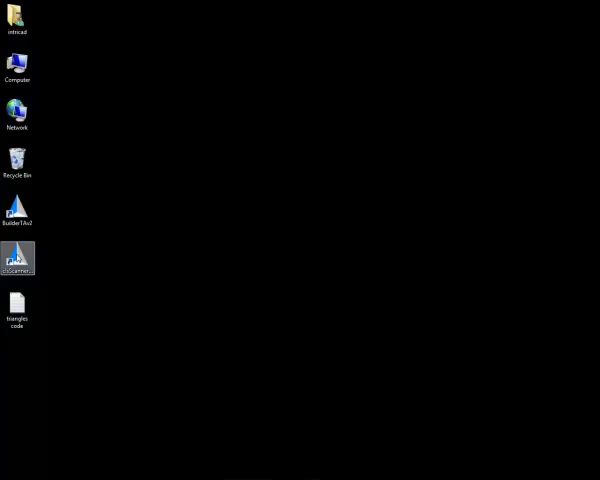 intricad
Computer
Network
Recycle Bin
BuilderTAv2
triangles
code